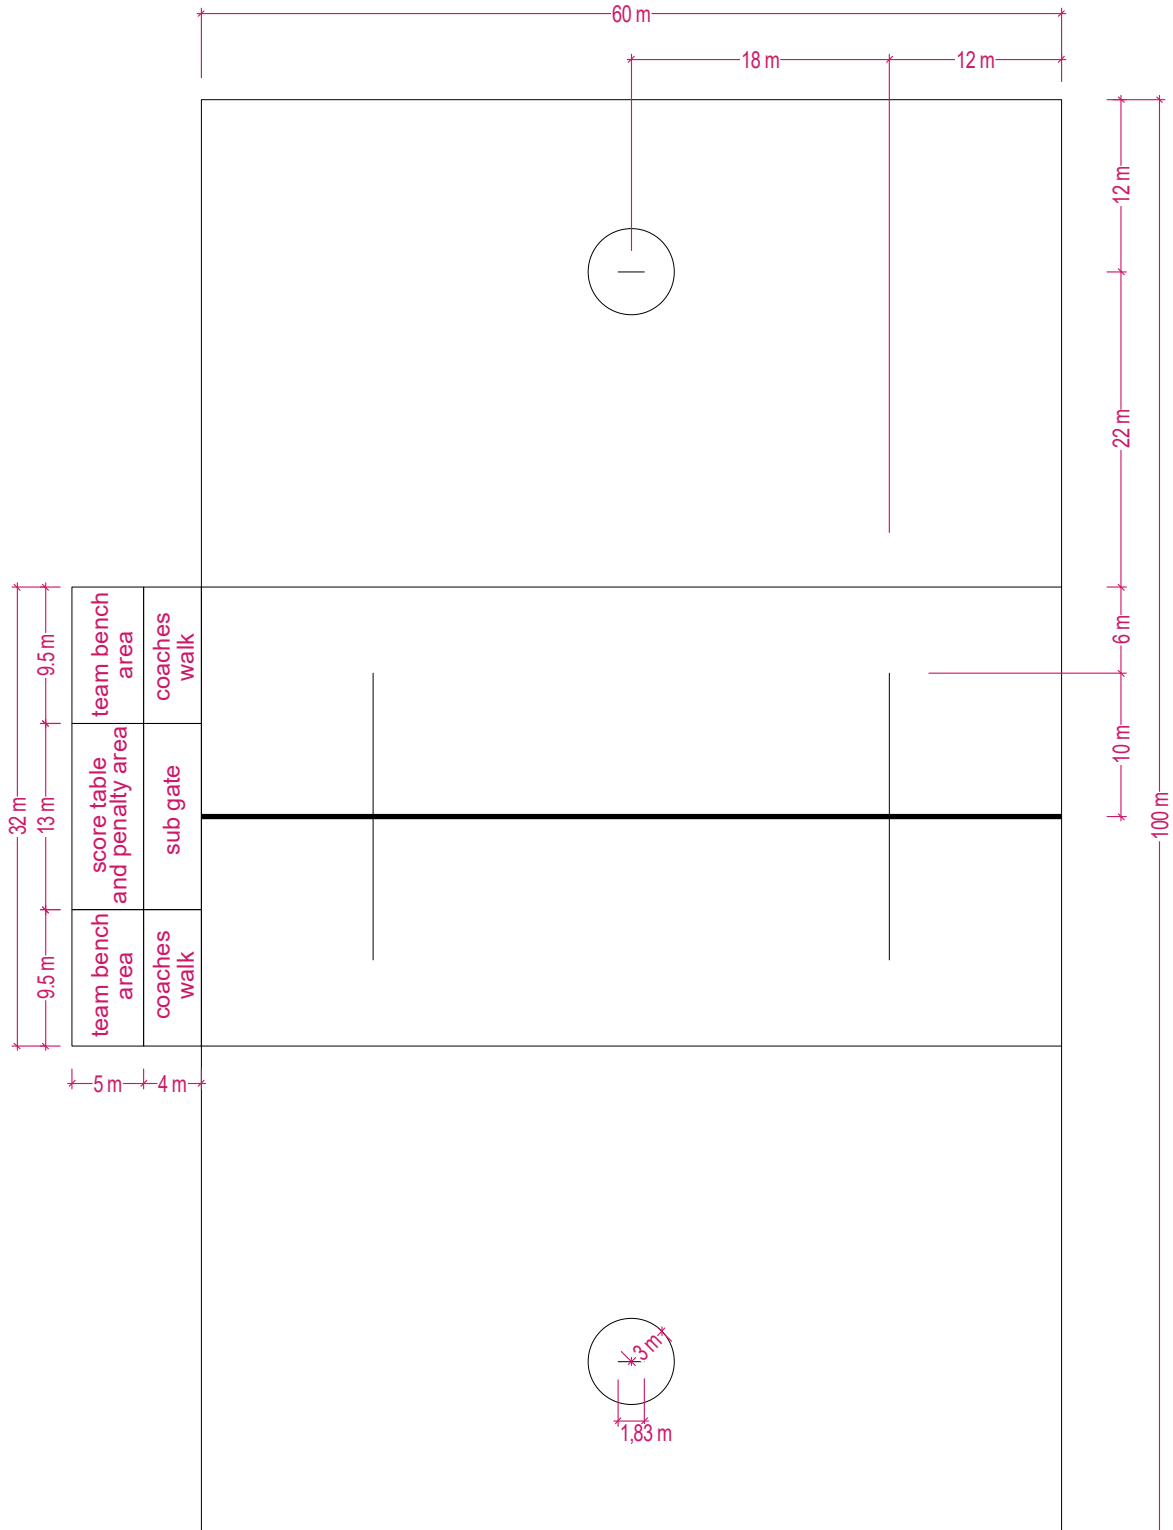 60 m
18 m
12 m
12 m
22 m
6 m
10 m
100 m
32 m
9.5 m
13 m
9.5 m
team bench
area
coaches
walk
score table
and penalty area
sub gate
team bench
area
coaches
walk
5 m
4 m
3 m
1,83 m